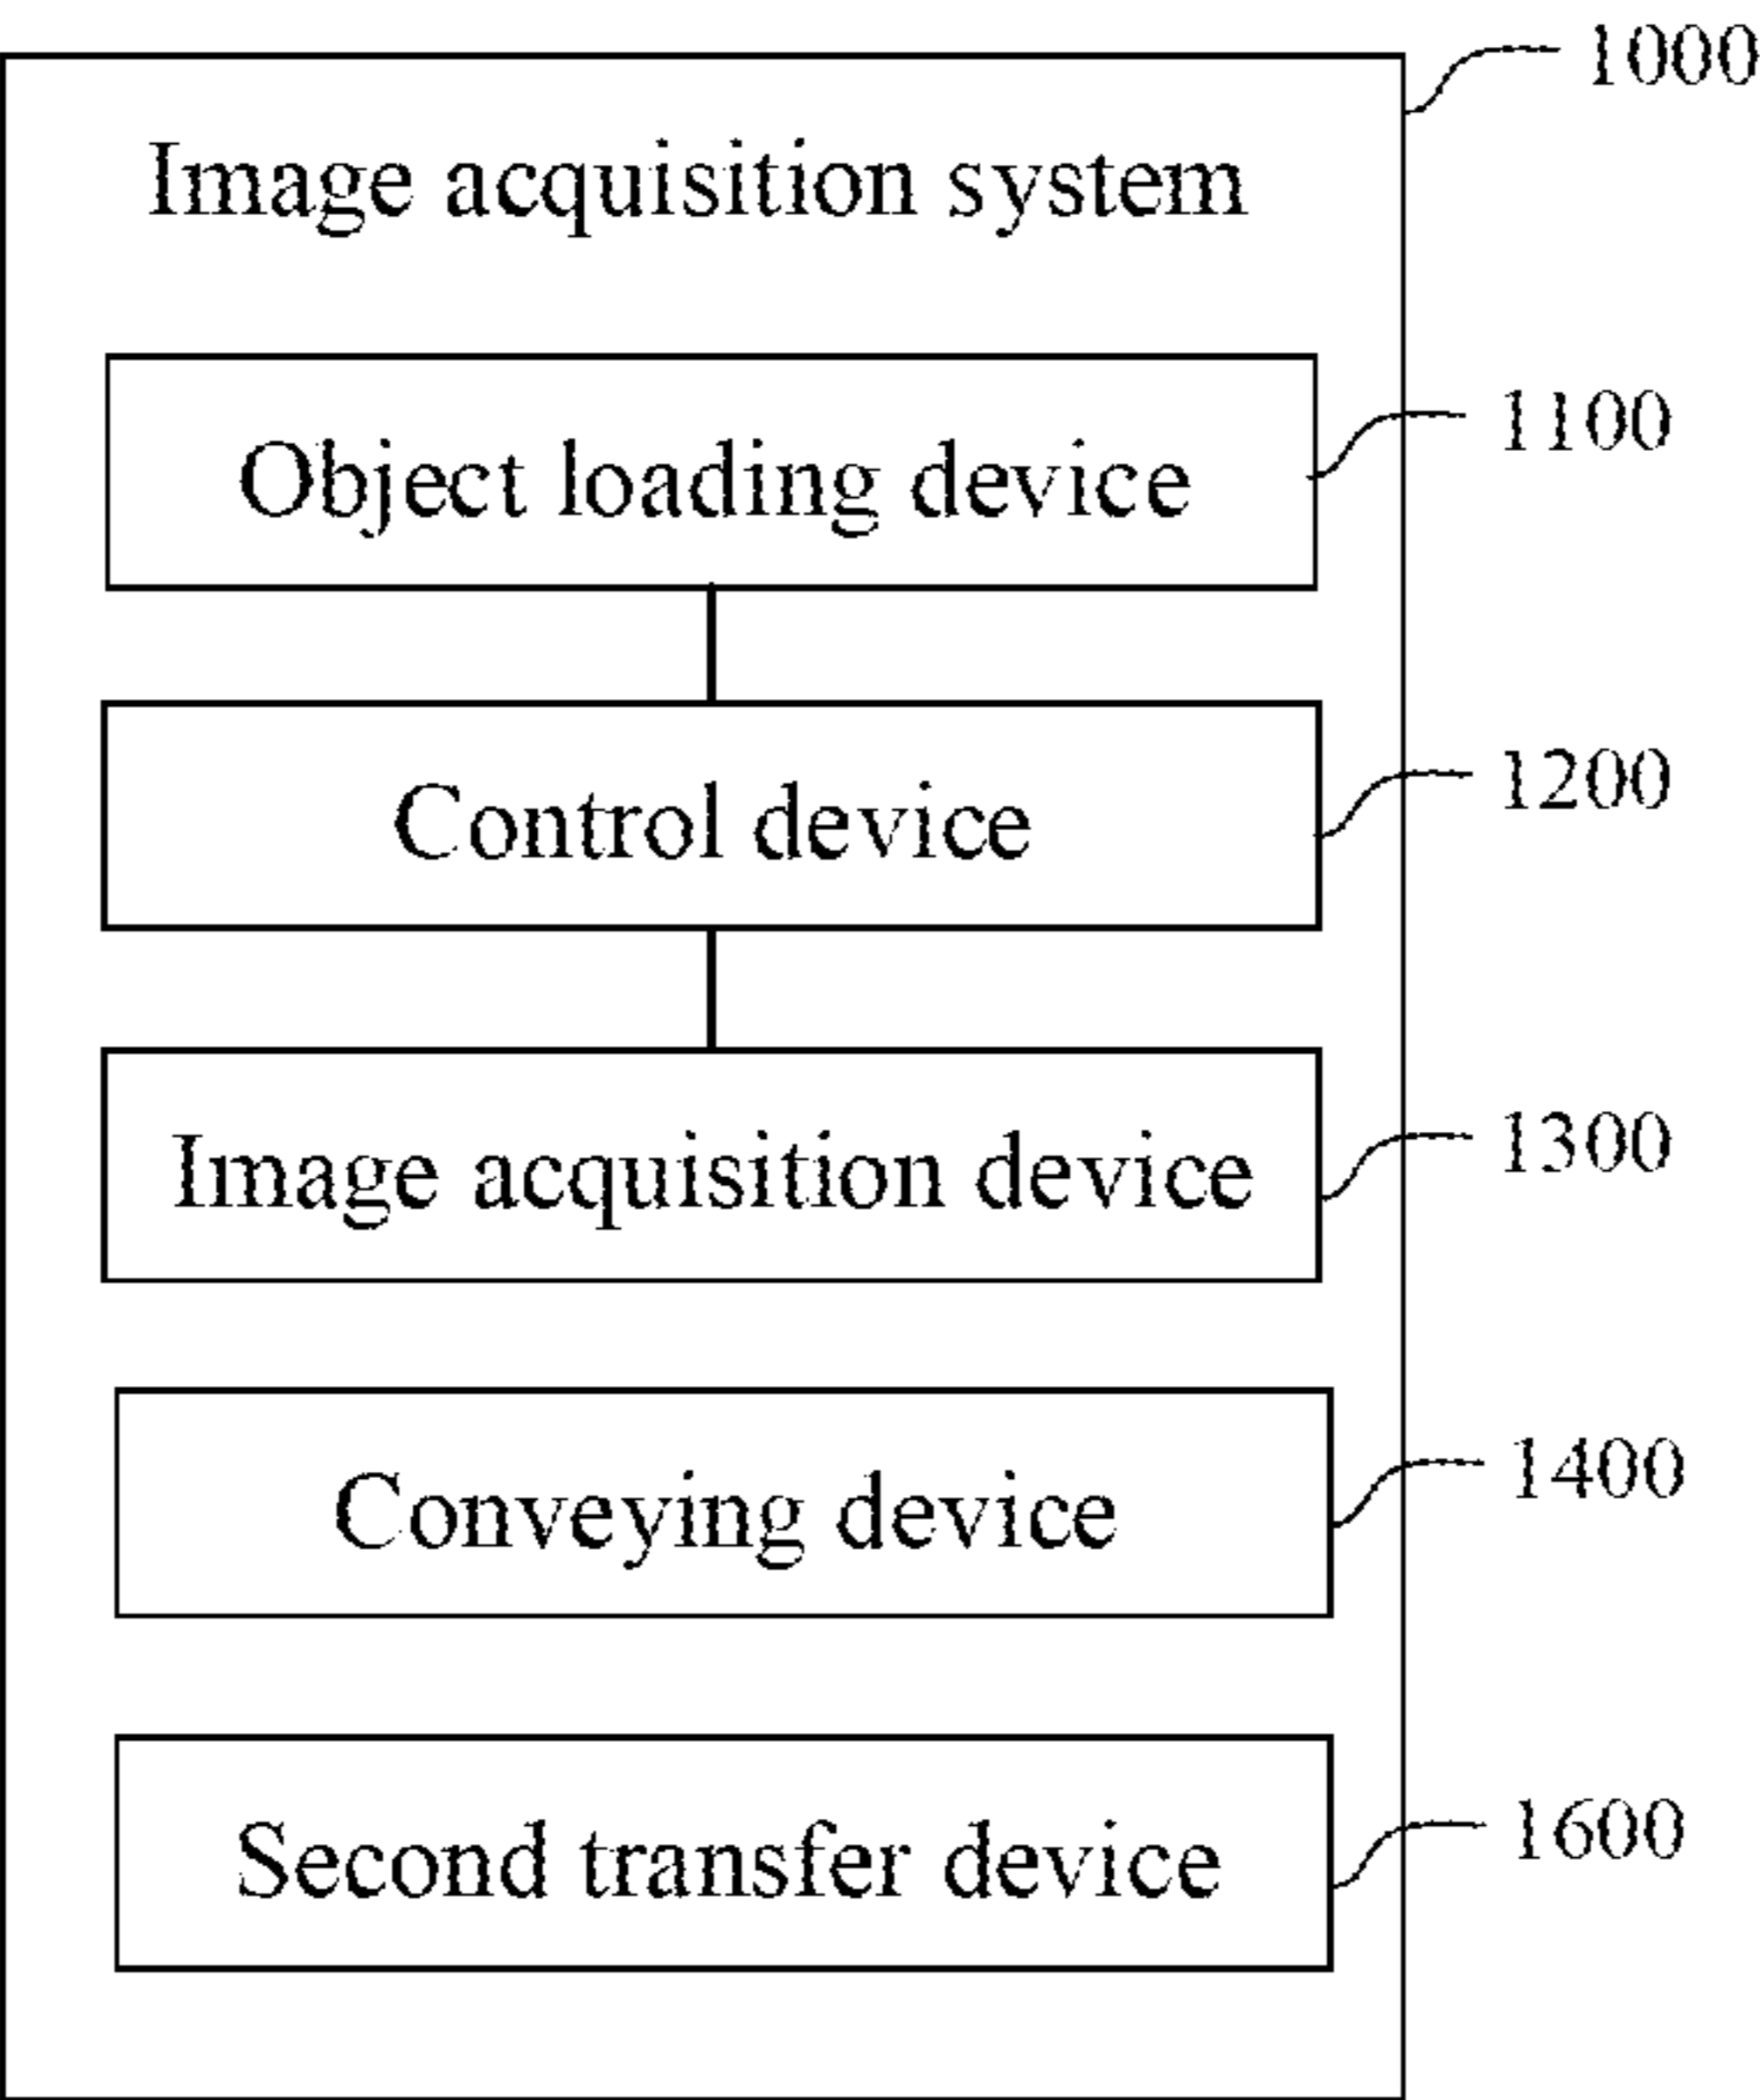 1000
Image acquisition system
1100
Object loading device
1200
Control device
1300
Image acquisition device
1400
Conveying device
1600
Second transfer device